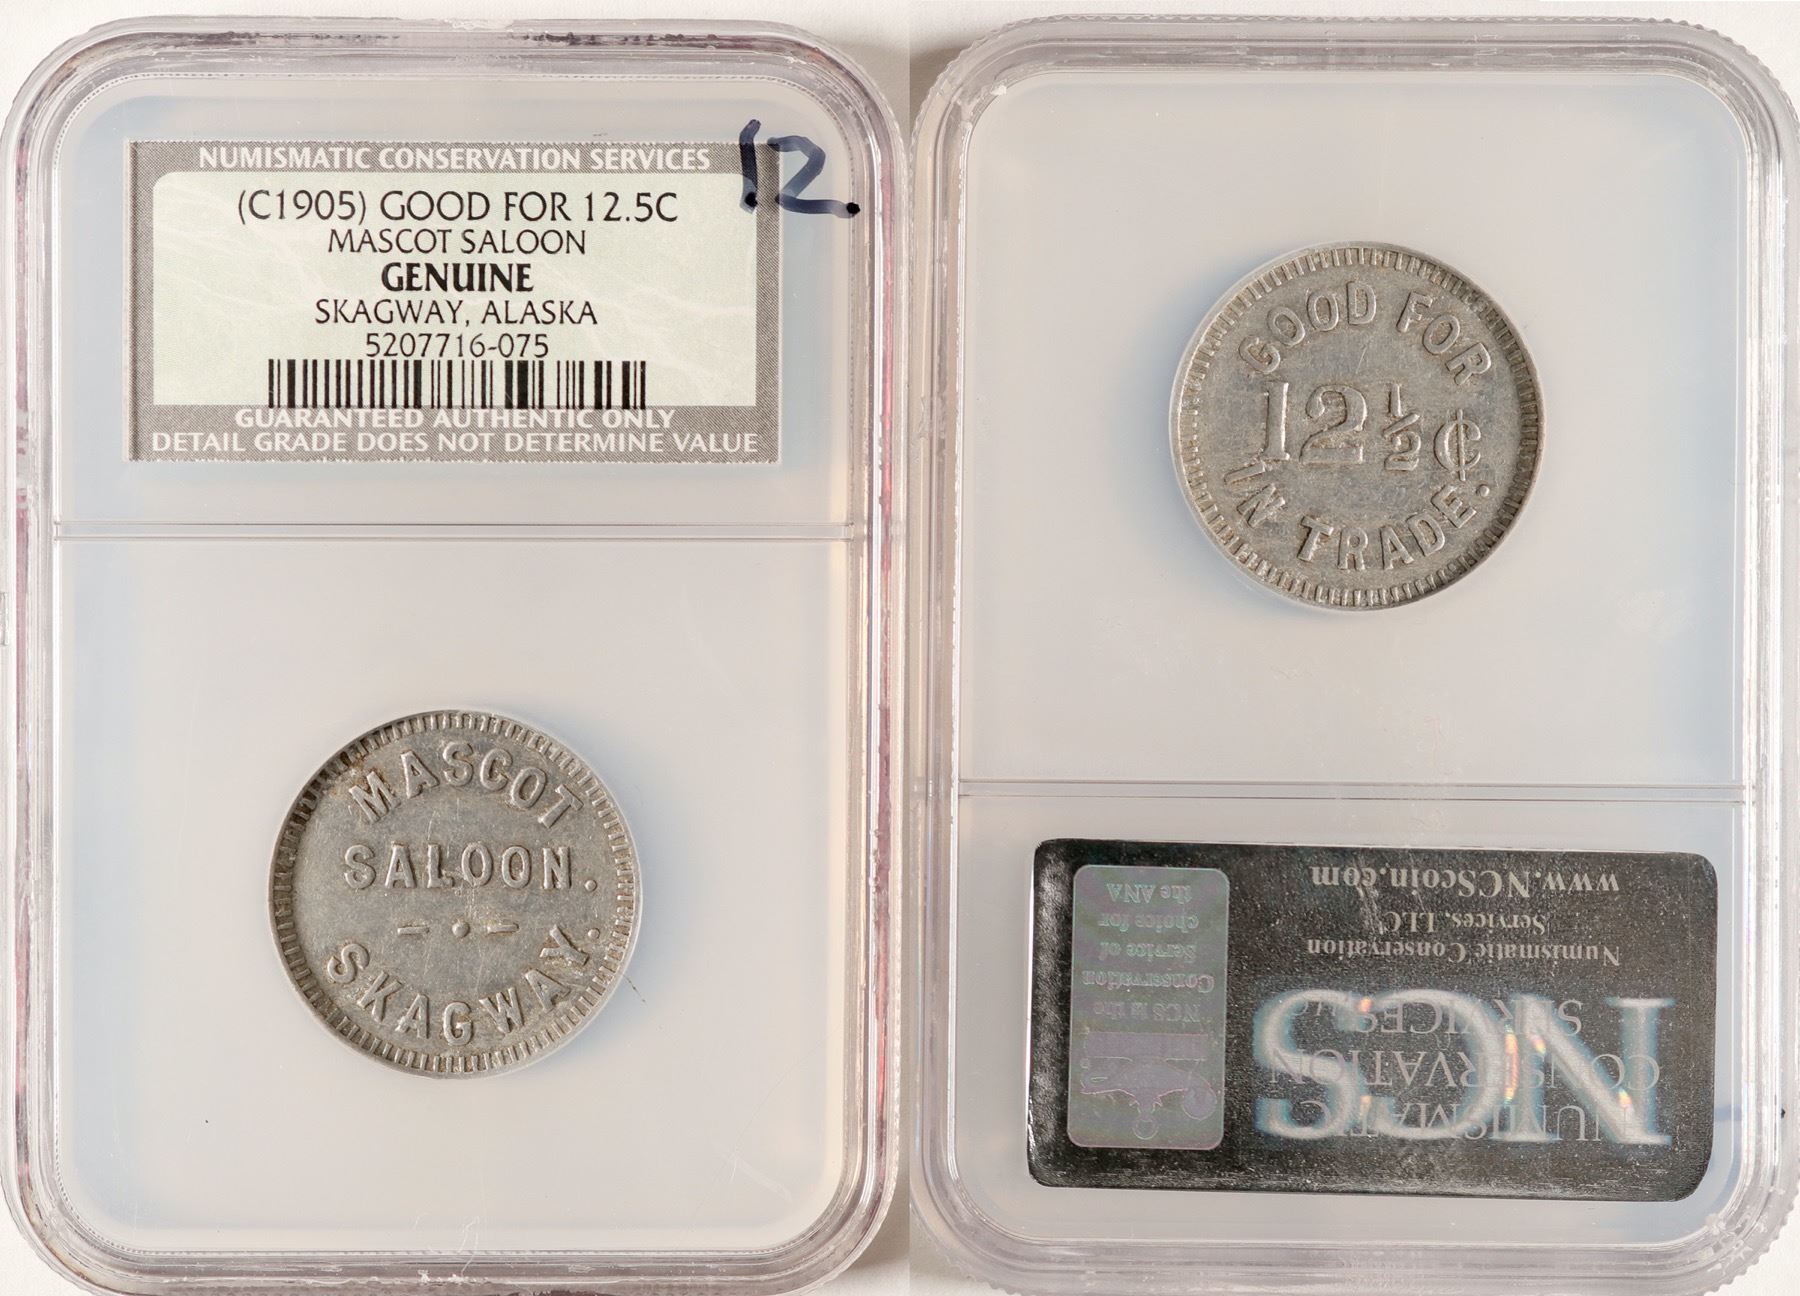 NUMISMATIC CONSERVATION SERVICES
12.
(C1905) GOOD FOR 12.5C
MASCOT SALOON
GENUINE
SKAGWAY, ALASKA
5207716-075
GUARANTEED AUTHENTIC ONLY
DETAIL GRADE DOES NOT DETERMINE VALUE
MASCOT
SALOON.
SKAGWAY.
GOOD FOR
12 1/2 ¢
IN TRADE.
NCS
NUMISMATIC
CONSERVATION
SERVICES
Numismatic Conservation
Services, LLC
www.NCScoin.com
NCS is the
Conservation
Service of
choice for
the ANA